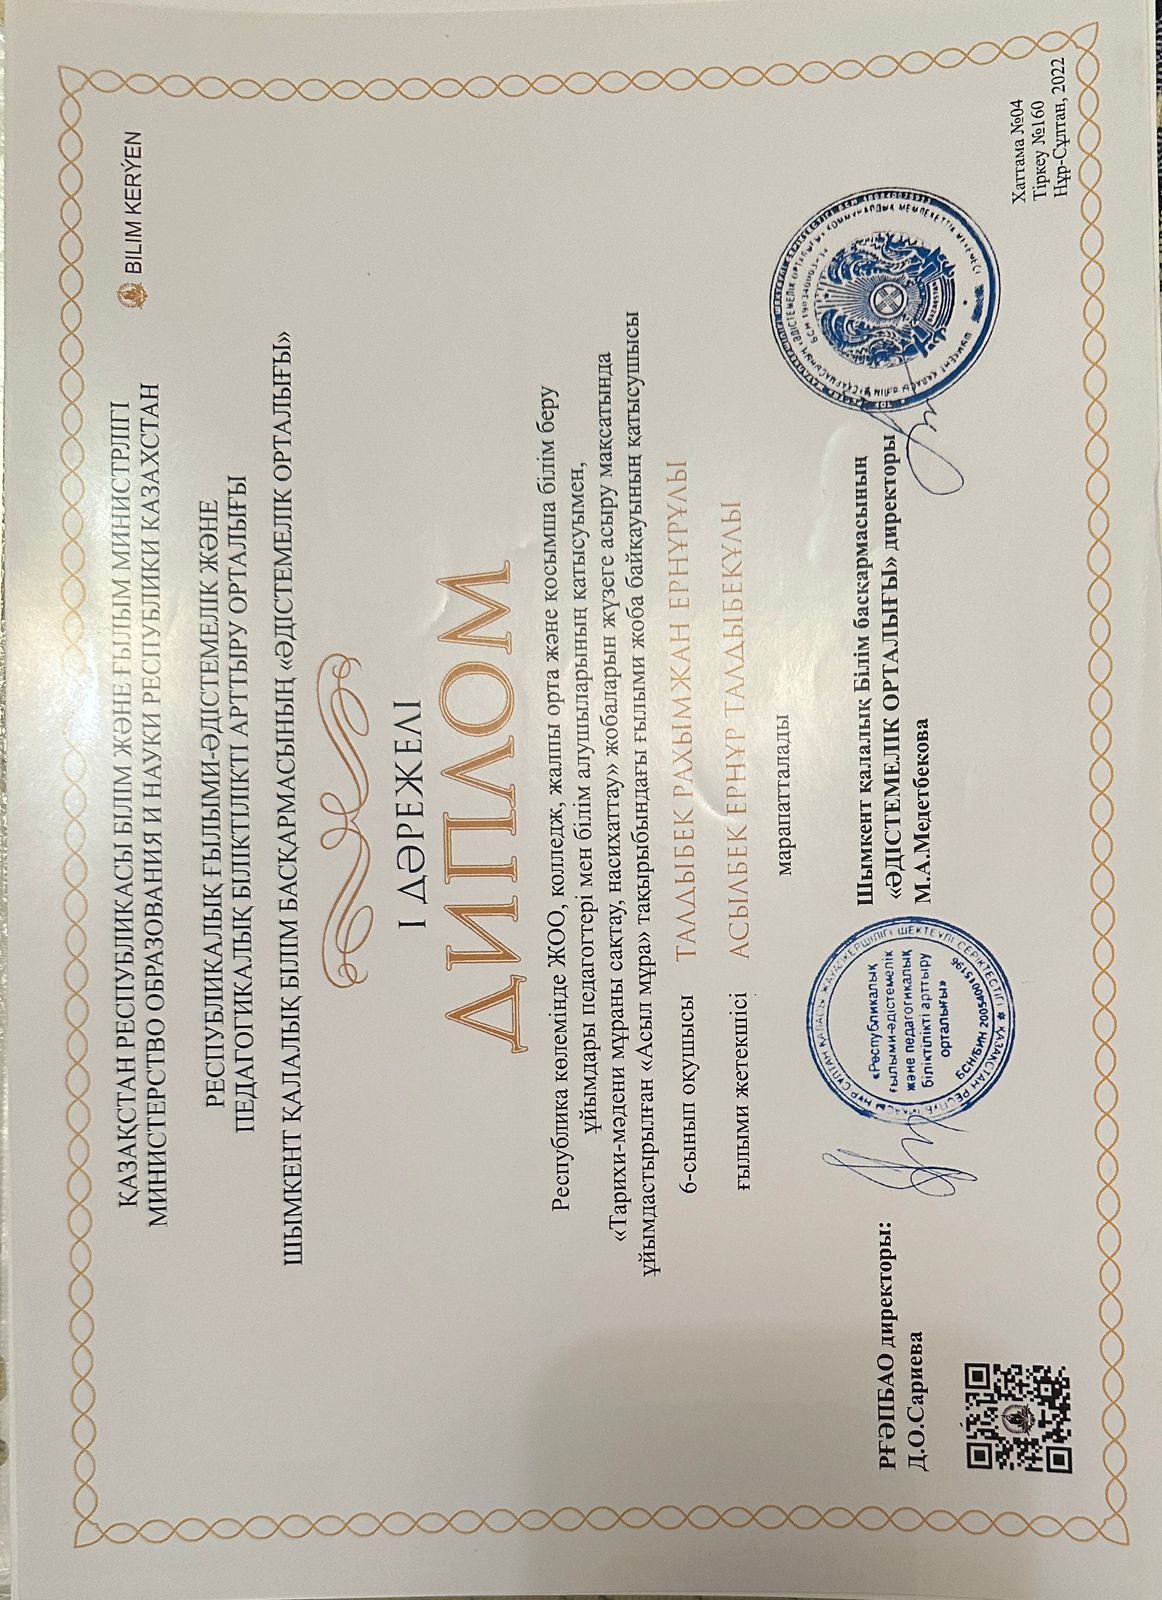 BILIM KERÝEN
ҚАЗАҚСТАН РЕСПУБЛИКАСЫ БІЛІМ ЖӘНЕ ҒЫЛЫМ МИНИСТРЛІГІ
МИНИСТЕРСТВО ОБРАЗОВАНИЯ И НАУКИ РЕСПУБЛИКИ КАЗАХСТАН
РЕСПУБЛИКАЛЫҚ ҒЫЛЫМИ-ӘДІСТЕМЕЛІК ЖӘНЕ
ПЕДАГОГИКАЛЫҚ БІЛІКТІЛІКТІ АРТТЫРУ ОРТАЛЫҒЫ
ШЫМКЕНТ ҚАЛАЛЫҚ БІЛІМ БАСҚАРМАСЫНЫҢ «ӘДІСТЕМЕЛІК ОРТАЛЫҒЫ»
І ДӘРЕЖЕЛІ
ДИПЛОМ
Республика көлемінде ЖОО, колледж, жалпы орта және қосымша білім беру
ұйымдары педагогтері мен білім алушыларының қатысуымен,
«Тарихи-мәдени мұраны сақтау, насихаттау» жобаларын жүзеге асыру мақсатында
ұйымдастырылған «Асыл мұра» тақырыбындағы ғылыми жоба байқауының қатысушысы
6-сынып оқушысы ТАЛДЫБЕК РАХЫМЖАН ЕРНҰРҰЛЫ
ғылыми жетекшісі АСЫЛБЕК ЕРНҰР ТАЛДЫБЕКҰЛЫ
марапатталады
РҒӘПБАО директоры:
Д.О.Сариева
«Республикалық
ғылыми-әдістемелік
және педагогикалық
біліктілікті арттыру
орталығы»
БСН/БИН 200540015196
Шымкент қалалық Білім басқармасының
«ӘДІСТЕМЕЛІК ОРТАЛЫҒЫ» директоры
М.А.Медетбекова
Хаттама №04
Тіркеу №160
Нұр-Сұлтан, 2022